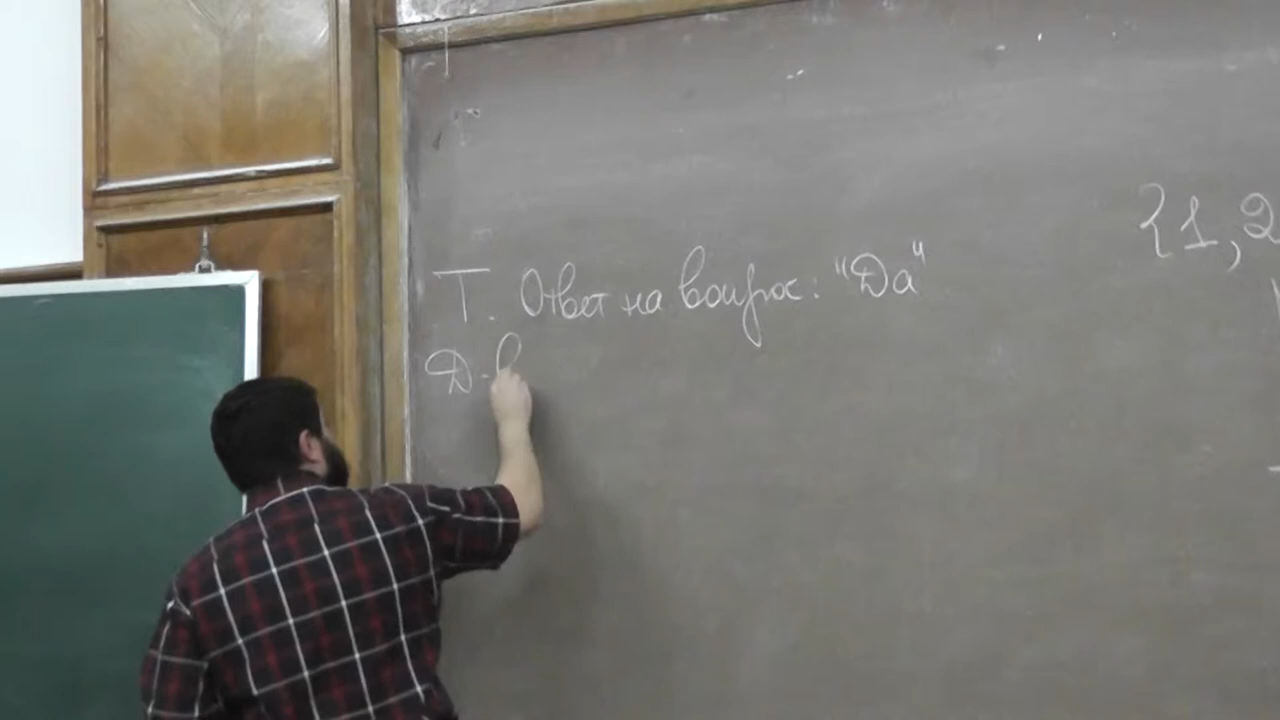 Т. Ответ на вопрос: "Да"
Д.
{1, 2